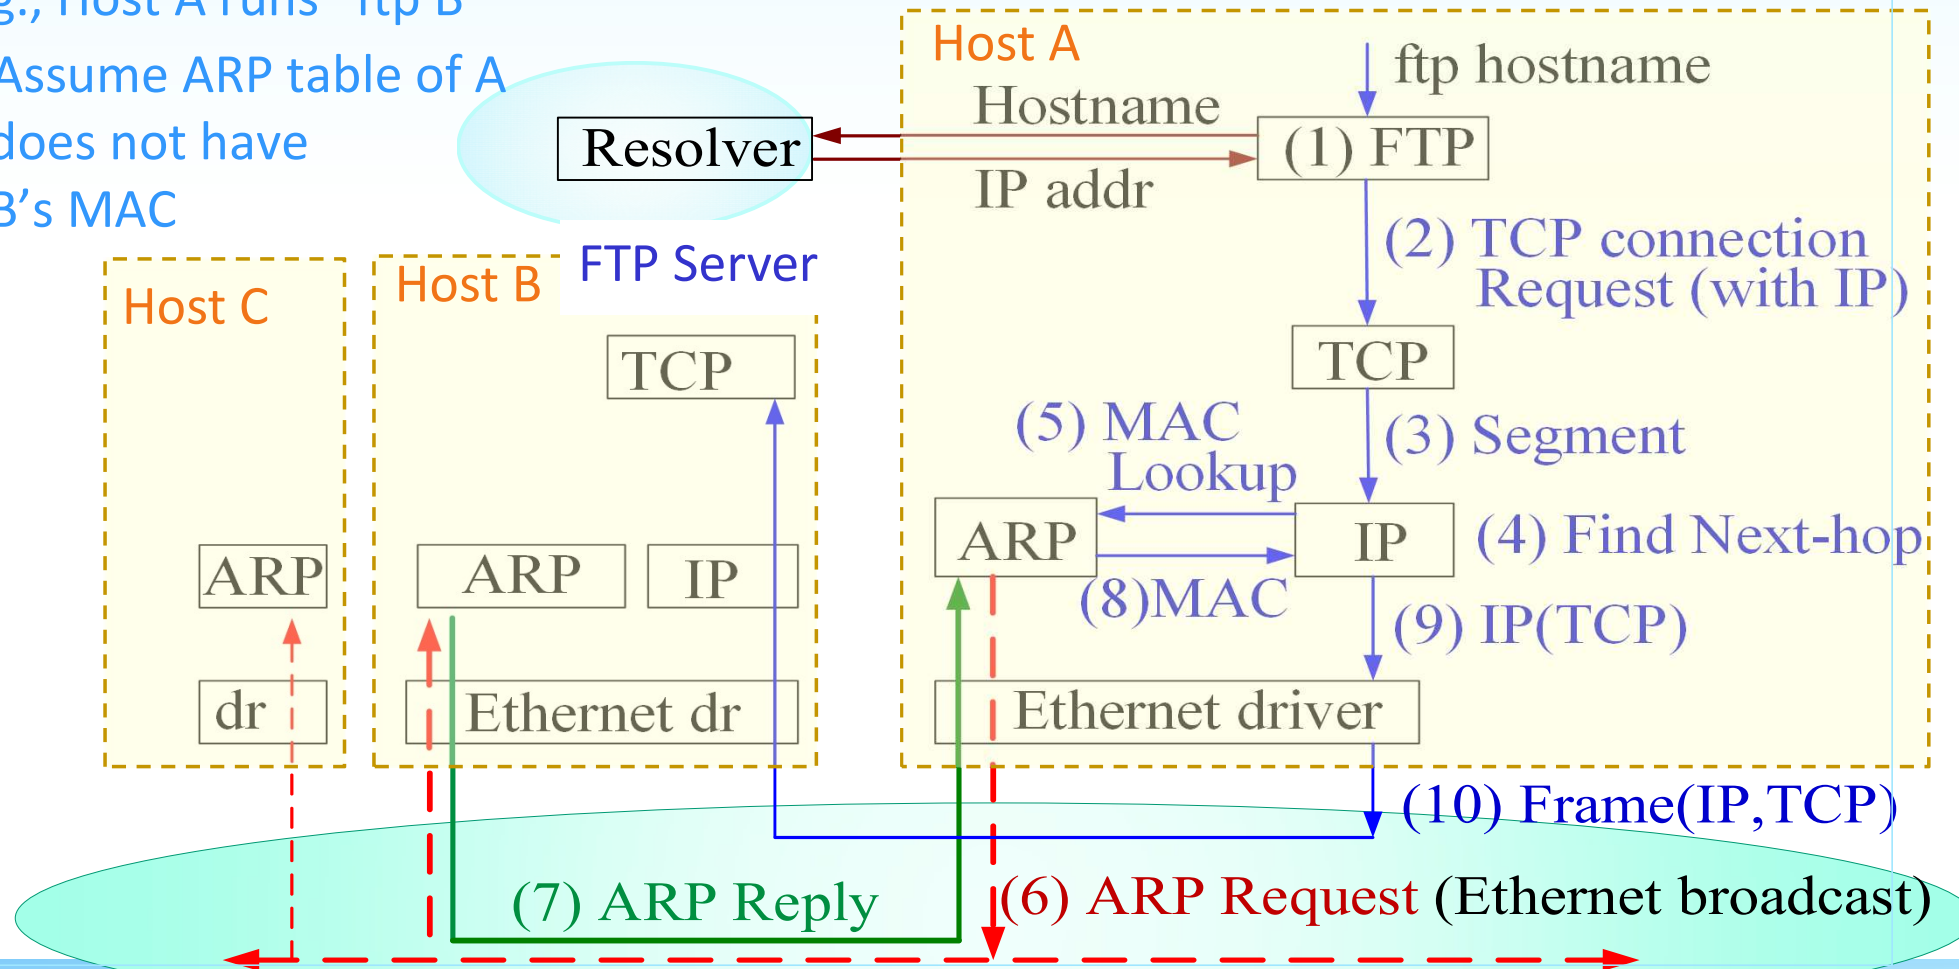 g., Host A runs "ftp B"
Assume ARP table of A
does not have
B's MAC
Host A
ftp hostname
Hostname
Resolver
(1) FTP
IP addr
(2) TCP connection
Request (with IP)
FTP Server
Host C
Host B
TCP
TCP
(5) MAC
Lookup
(3) Segment
ARP
IP
(4) Find Next-hop
ARP
ARP
IP
(8)MAC
(9) IP(TCP)
dr
Ethernet dr
Ethernet driver
(10) Frame(IP,TCP)
(7) ARP Reply
(6) ARP Request (Ethernet broadcast)